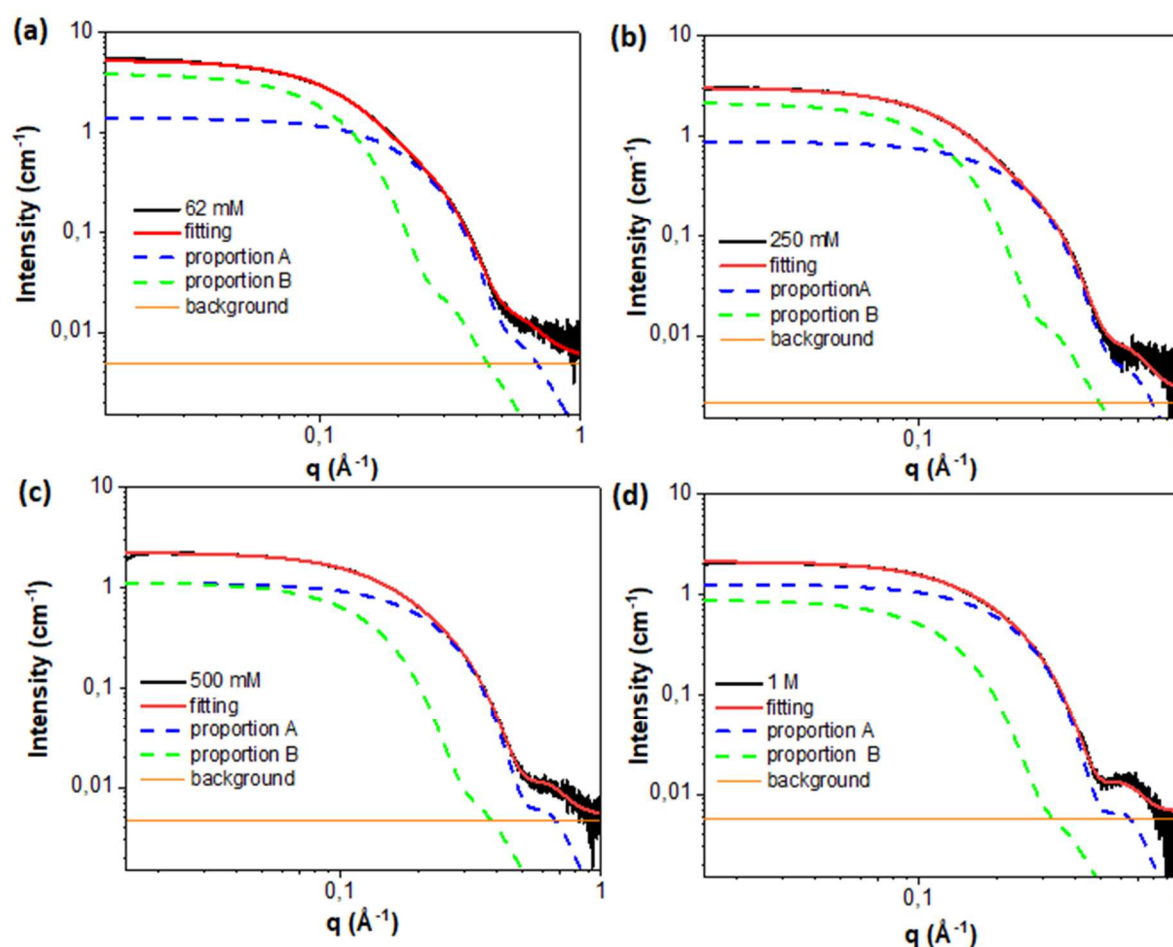 (a)
10
1
0,1
0,01
Intensity (cm⁻¹)
62 mM
fitting
proportion A
proportion B
background
0,1
1
q (Å⁻¹)
(b)
10
1
0,1
0,01
Intensity (cm⁻¹)
250 mM
fitting
proportionA
proportion B
background
0,1
q (Å⁻¹)
(c)
10
1
0,1
0,01
Intensity (cm⁻¹)
500 mM
fitting
proportion A
proportion B
background
0,1
1
q (Å⁻¹)
(d)
10
1
0,1
0,01
Intensity (cm⁻¹)
1 M
fitting
proportion A
proportion B
background
0,1
q (Å⁻¹)